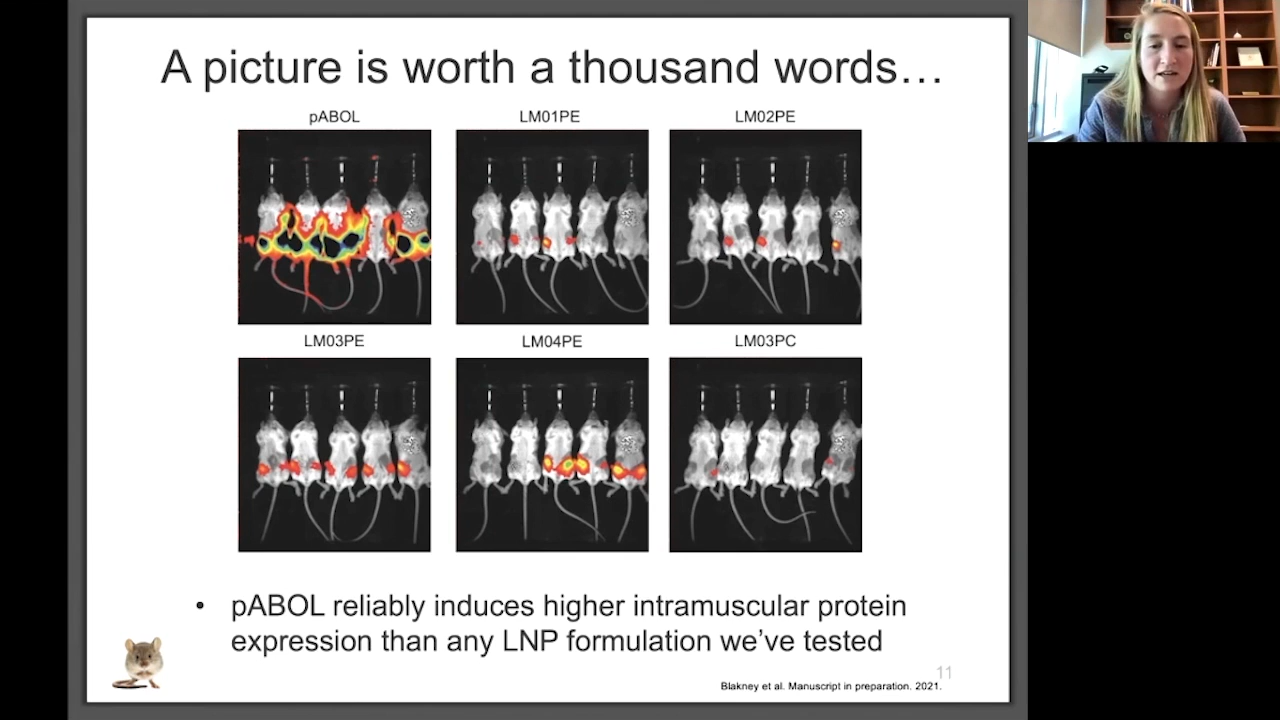 A picture is worth a thousand words…
pABOL
LM01PE
LM02PE
LM03PE
LM04PE
LM03PC
• pABOL reliably induces higher intramuscular protein
expression than any LNP formulation we’ve tested
11
Blakney et al. Manuscript in preparation. 2021.